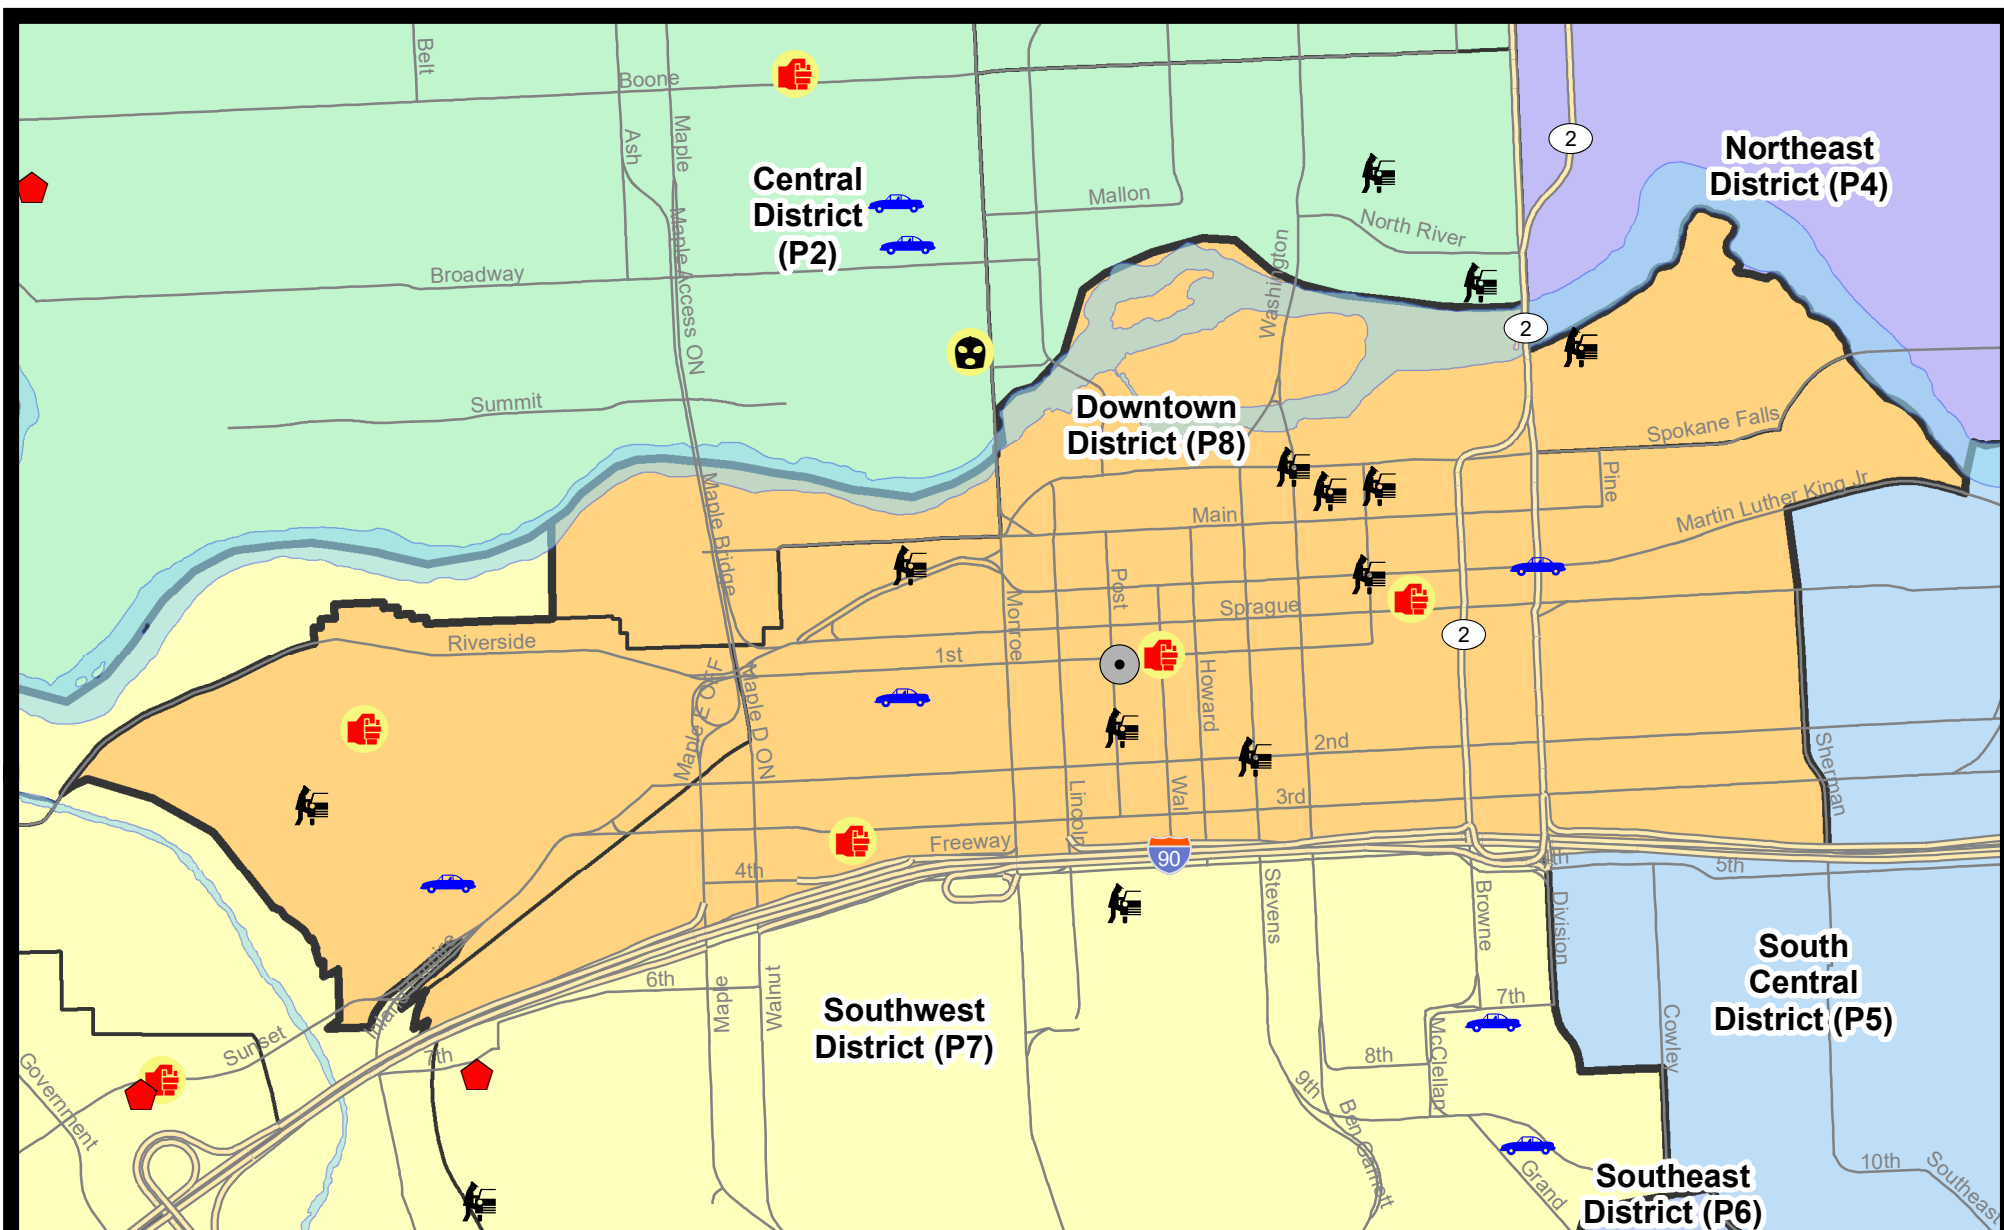 Belt
Boone
Ash
Maple
2
Northeast
District (P4)
Central
District
(P2)
Mallon
North River
Maple Access ON
Washington
Broadway
2
Summit
Downtown
District (P8)
Spokane Falls
Pine
Martin Luther King Jr
Maple Bridge
Main
Post
Sprague
Monroe
2
Riverside
1st
Howard
Maple E OFF
Maple D ON
2nd
Sherman
3rd
Lincoln
Wall
Freeway
90
4th
4th
5th
Stevens
Browne
Division
South
Central
District (P5)
6th
Maple
Walnut
Southwest
District (P7)
7th
McClellan
Cowley
Sunset
7th
8th
Government
9th
Ben Garnett
Grand
10th
Southeast
Southeast
District (P6)